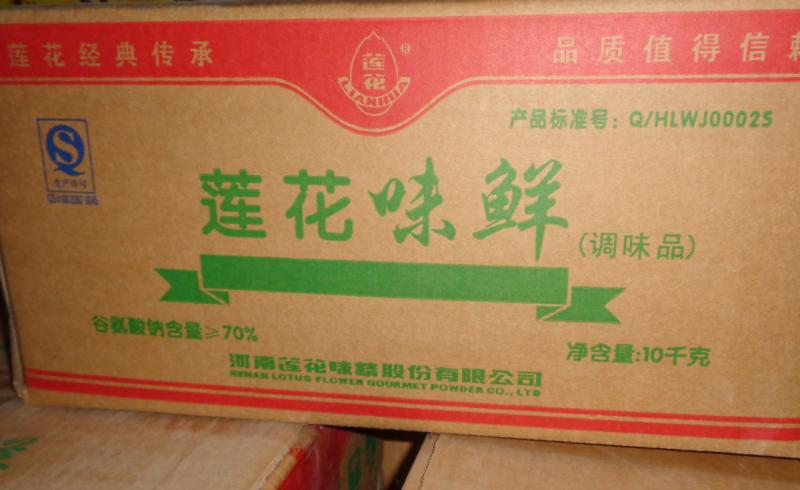 莲花经典传承
莲花
®
LIANHUA
品质值得信赖
产品标准号：Q/HLWJ0002S
QS
生产许可
莲花味鲜
(调味品)
谷氨酸钠含量≥70%
净含量:10千克
河南莲花味精股份有限公司
HENAN LOTUS FLOWER GOURMET POWDER CO., LTD